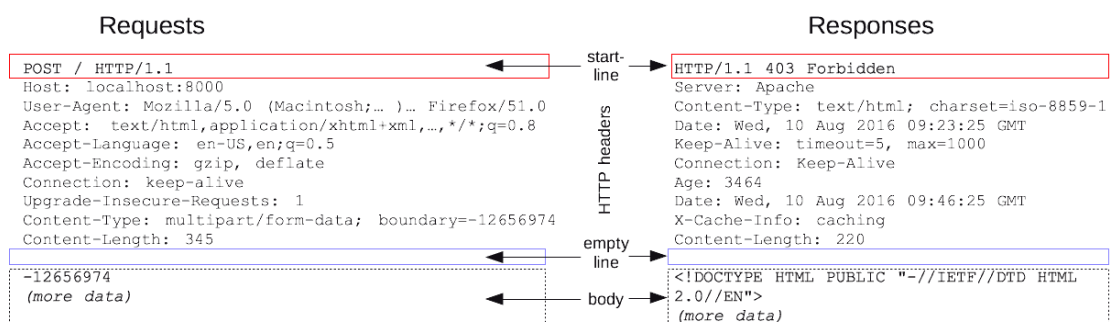 Requests
POST / HTTP/1.1
Host: localhost:8000
User-Agent: Mozilla/5.0 (Macintosh;… )… Firefox/51.0
Accept: text/html,application/xhtml+xml,…,*/*;q=0.8
Accept-Language: en-US,en;q=0.5
Accept-Encoding: gzip, deflate
Connection: keep-alive
Upgrade-Insecure-Requests: 1
Content-Type: multipart/form-data; boundary=-12656974
Content-Length: 345
-12656974
(more data)
start-
line
HTTP headers
empty
line
body
Responses
HTTP/1.1 403 Forbidden
Server: Apache
Content-Type: text/html; charset=iso-8859-1
Date: Wed, 10 Aug 2016 09:23:25 GMT
Keep-Alive: timeout=5, max=1000
Connection: Keep-Alive
Age: 3464
Date: Wed, 10 Aug 2016 09:46:25 GMT
X-Cache-Info: caching
Content-Length: 220
<!DOCTYPE HTML PUBLIC "-//IETF//DTD HTML
2.0//EN">
(more data)